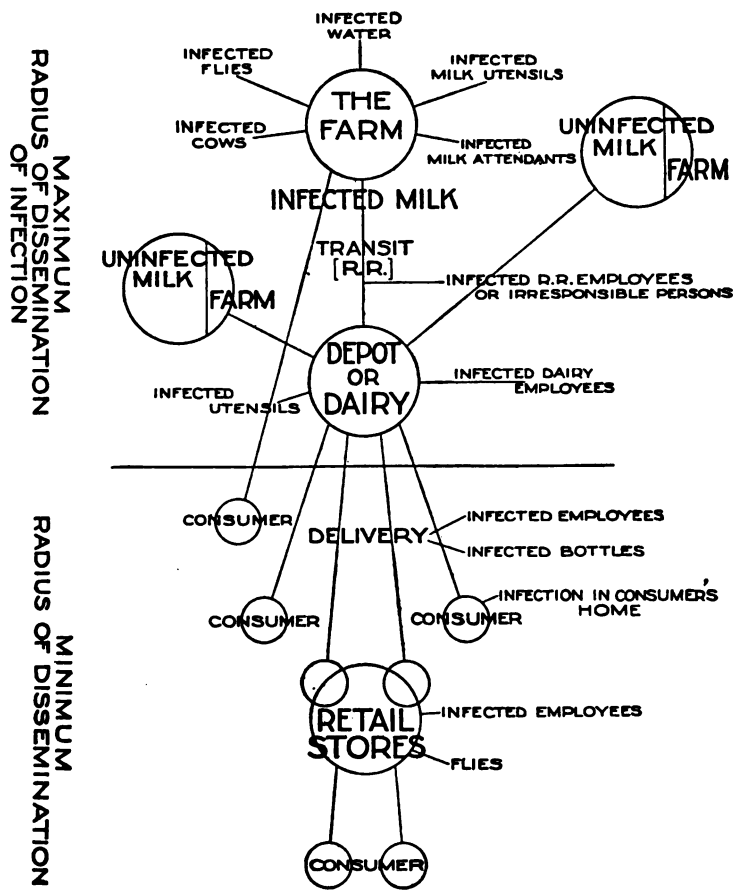 MAXIMUM
RADIUS OF DISSEMINATION
OF INFECTION
INFECTED
WATER
INFECTED
FLIES
INFECTED
MILK UTENSILS
THE
FARM
INFECTED
COWS
INFECTED
MILK ATTENDANTS
UNINFECTED
MILK
FARM
INFECTED MILK
TRANSIT
[R.R.]
UNINFECTED
MILK
FARM
INFECTED R.R. EMPLOYEES
OR IRRESPONSIBLE PERSONS
DEPOT
OR
DAIRY
INFECTED
UTENSILS
INFECTED DAIRY
EMPLOYEES
MINIMUM
RADIUS OF DISSEMINATION
CONSUMER
DELIVERY
INFECTED EMPLOYEES
INFECTED BOTTLES
CONSUMER
CONSUMER
INFECTION IN CONSUMER'S
HOME
RETAIL
STORES
INFECTED EMPLOYEES
FLIES
CONSUMER